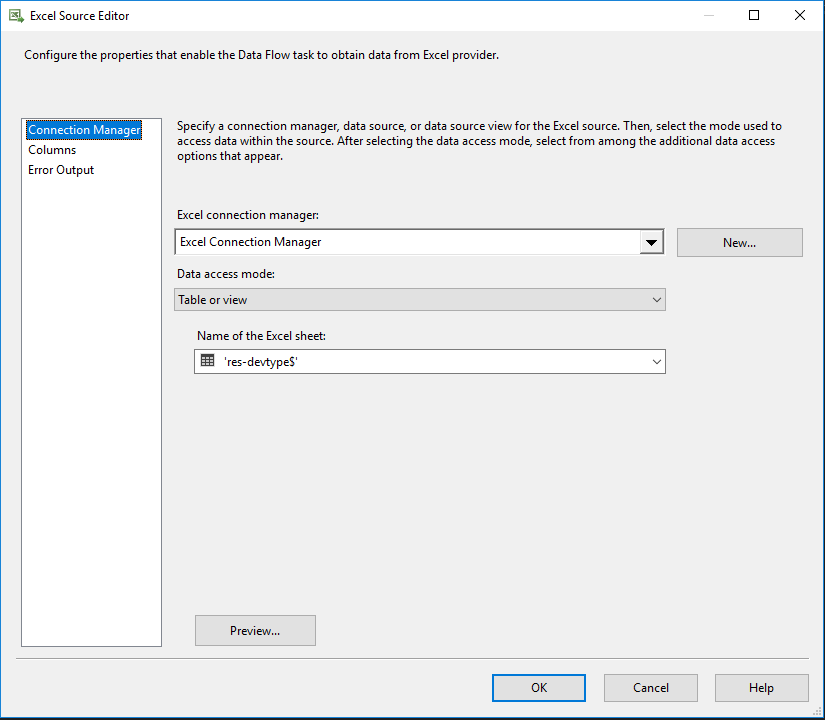 Excel Source Editor
Configure the properties that enable the Data Flow task to obtain data from Excel provider.
Connection Manager
Columns
Error Output
Specify a connection manager, data source, or data source view for the Excel source. Then, select the mode used to
access data within the source. After selecting the data access mode, select from among the additional data access
options that appear.
Excel connection manager:
Excel Connection Manager
New...
Data access mode:
Table or view
Name of the Excel sheet:
'res-devtype$'
Preview...
OK
Cancel
Help